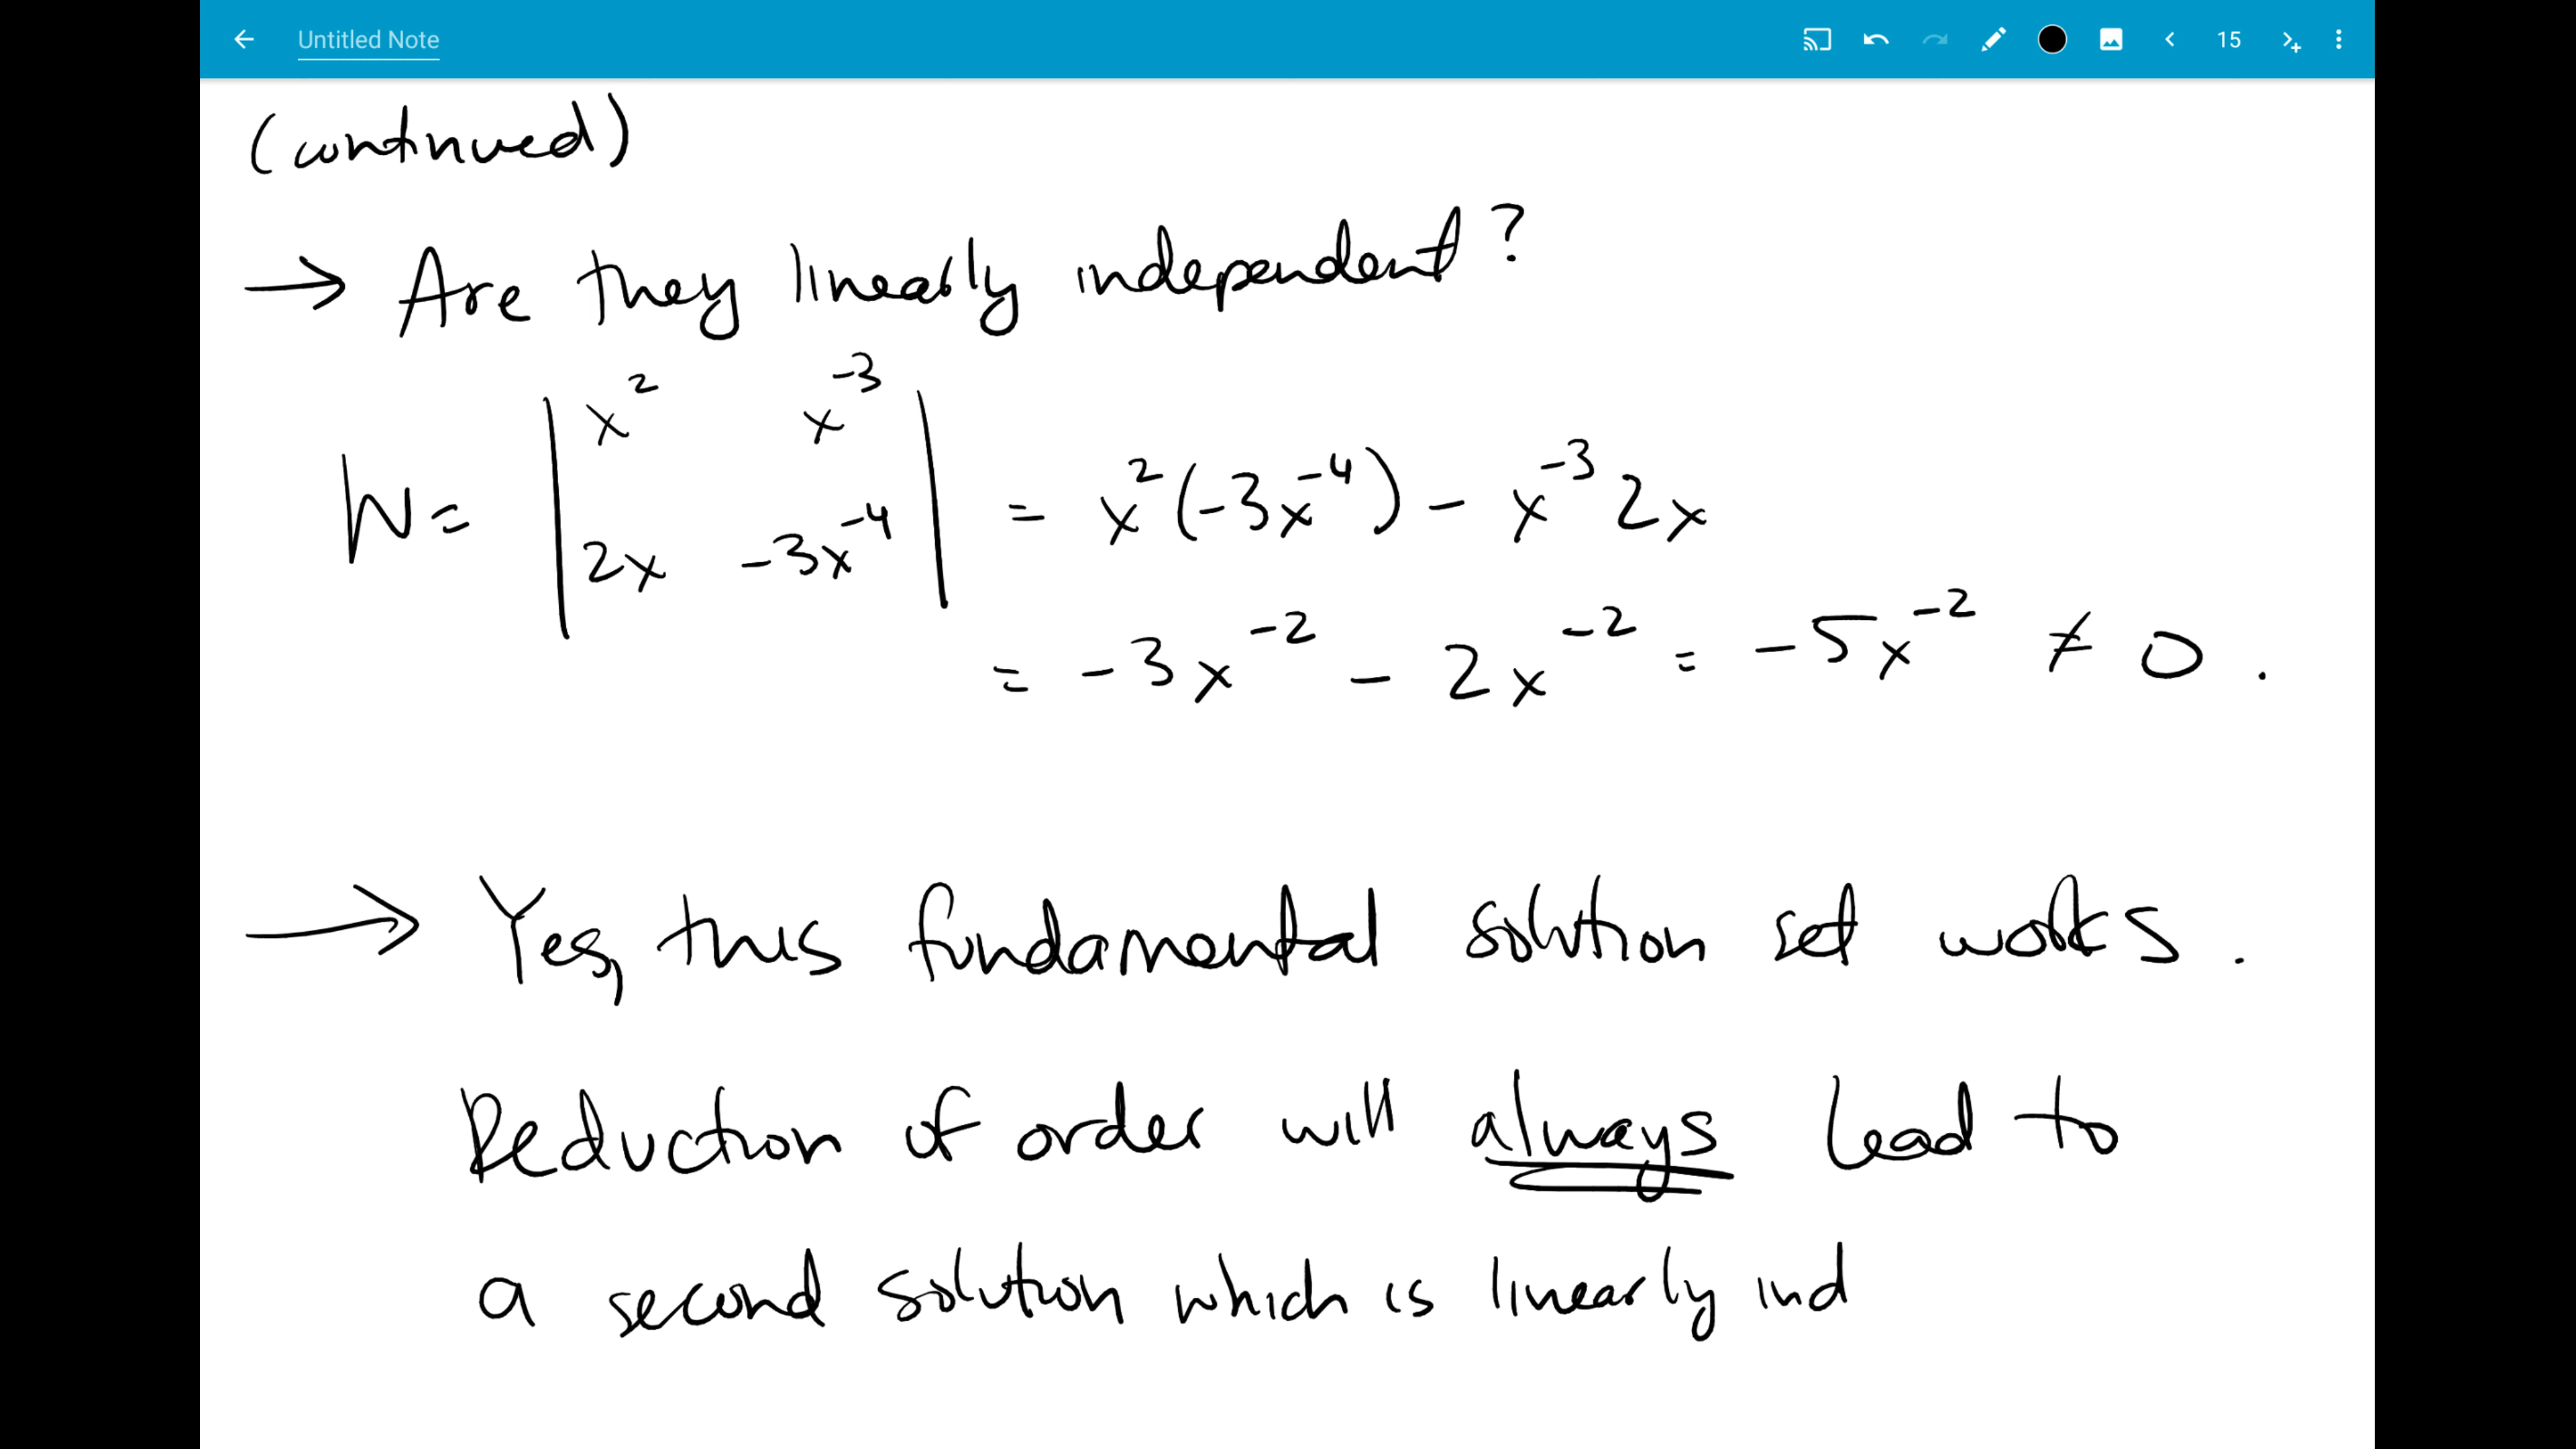 Untitled Note
15
(continued)
→ Are they linearly independent?
W = | x² x⁻³ |
| 2x -3x⁻⁴ | = x²(-3x⁻⁴) - x⁻³ 2x
= -3x⁻² - 2x⁻² = -5x⁻² ≠ 0.
→ Yes, this fundamental solution set works.
Reduction of order will always lead to
a second solution which is linearly ind